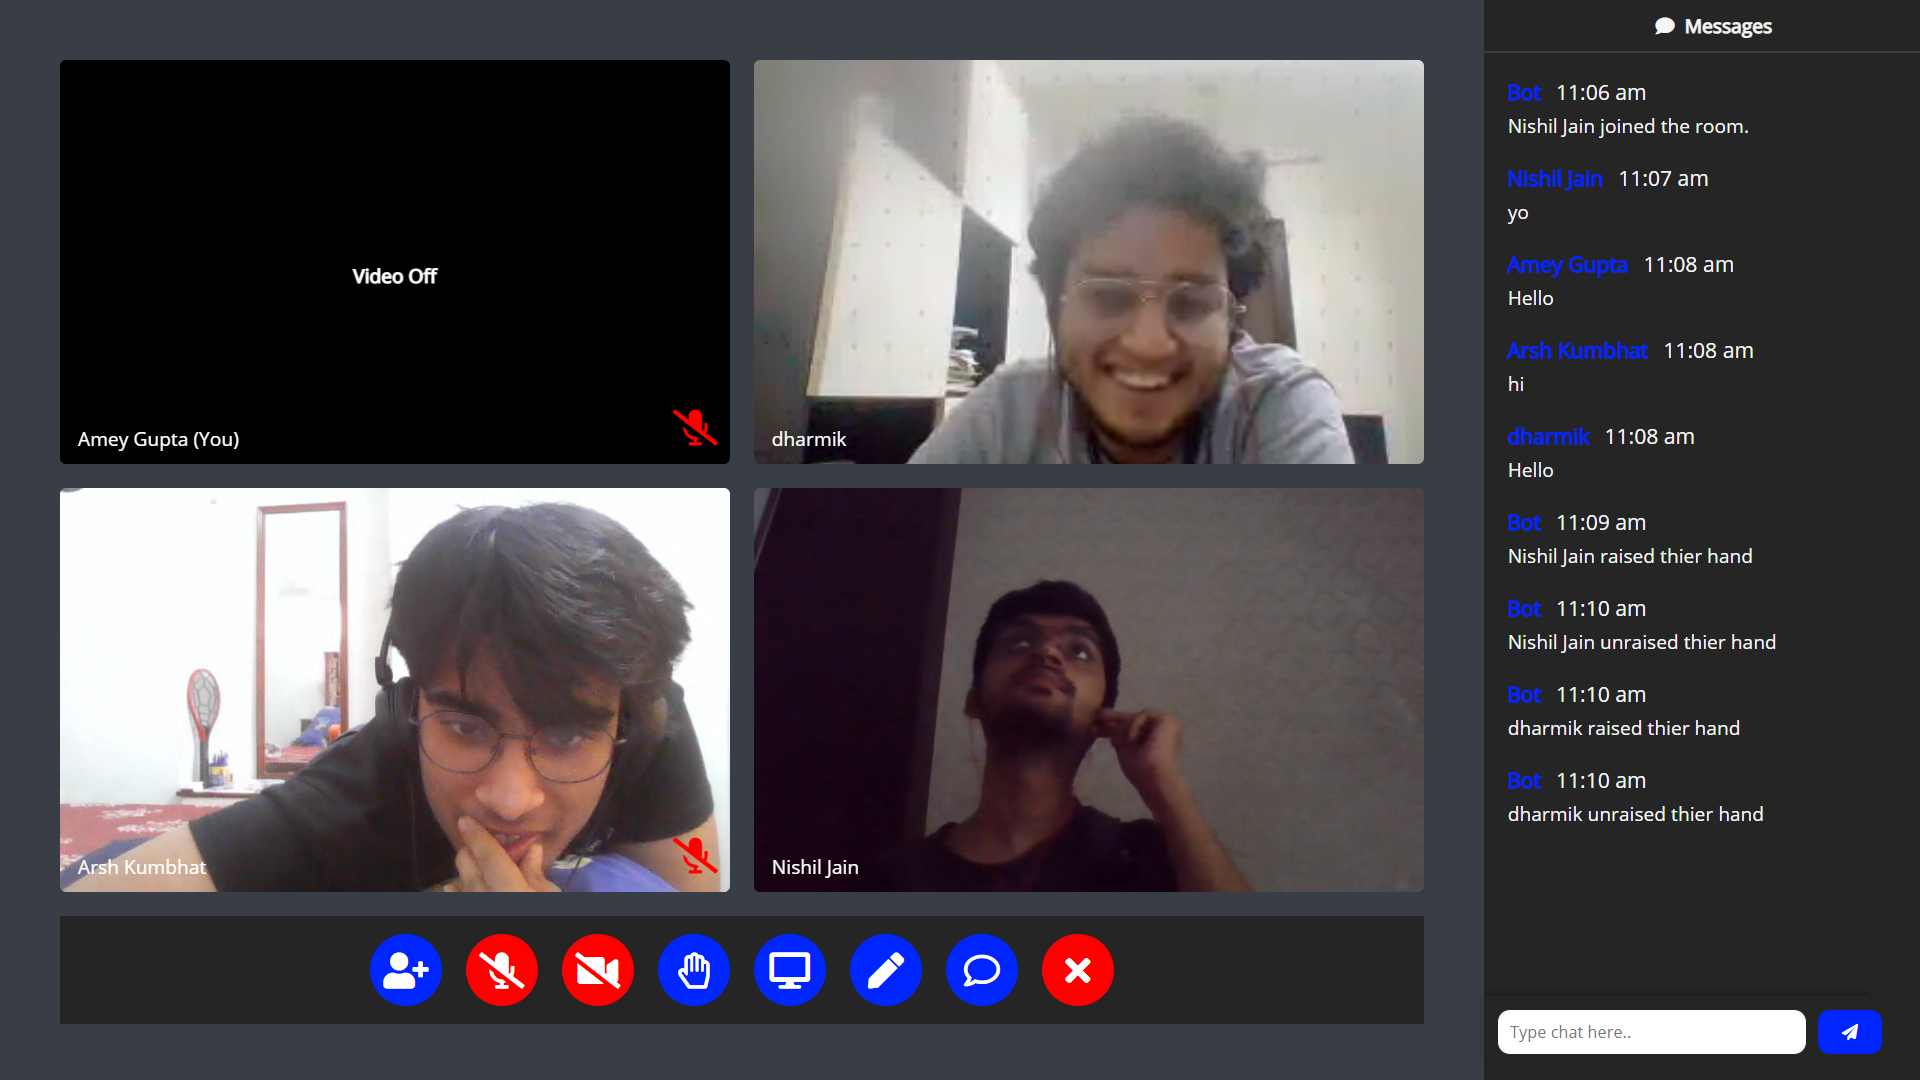 Video Off
Amey Gupta (You)
dharmik
Arsh Kumbhat
Nishil Jain
Messages
Bot 11:06 am
Nishil Jain joined the room.
Nishil Jain 11:07 am
yo
Amey Gupta 11:08 am
Hello
Arsh Kumbhat 11:08 am
hi
dharmik 11:08 am
Hello
Bot 11:09 am
Nishil Jain raised thier hand
Bot 11:10 am
Nishil Jain unraised thier hand
Bot 11:10 am
dharmik raised thier hand
Bot 11:10 am
dharmik unraised thier hand
Type chat here..